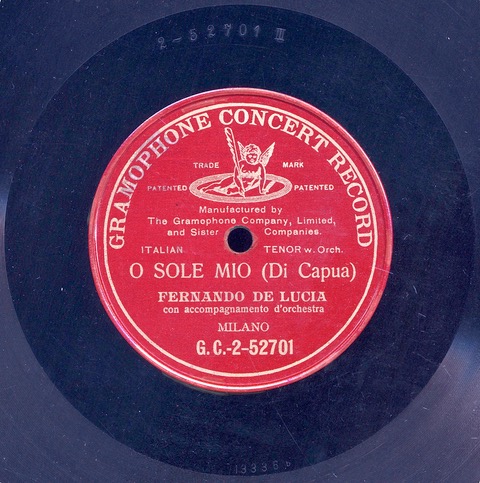 2-52701 III
GRAMOPHONE CONCERT RECORD
TRADE MARK
PATENTED PATENTED
Manufactured by
The Gramophone Company, Limited,
and Sister Companies.
ITALIAN TENOR w. Orch.
O SOLE MIO (Di Capua)
FERNANDO DE LUCIA
con accompagnamento d'orchestra
MILANO
G.C.-2-52701
13336b